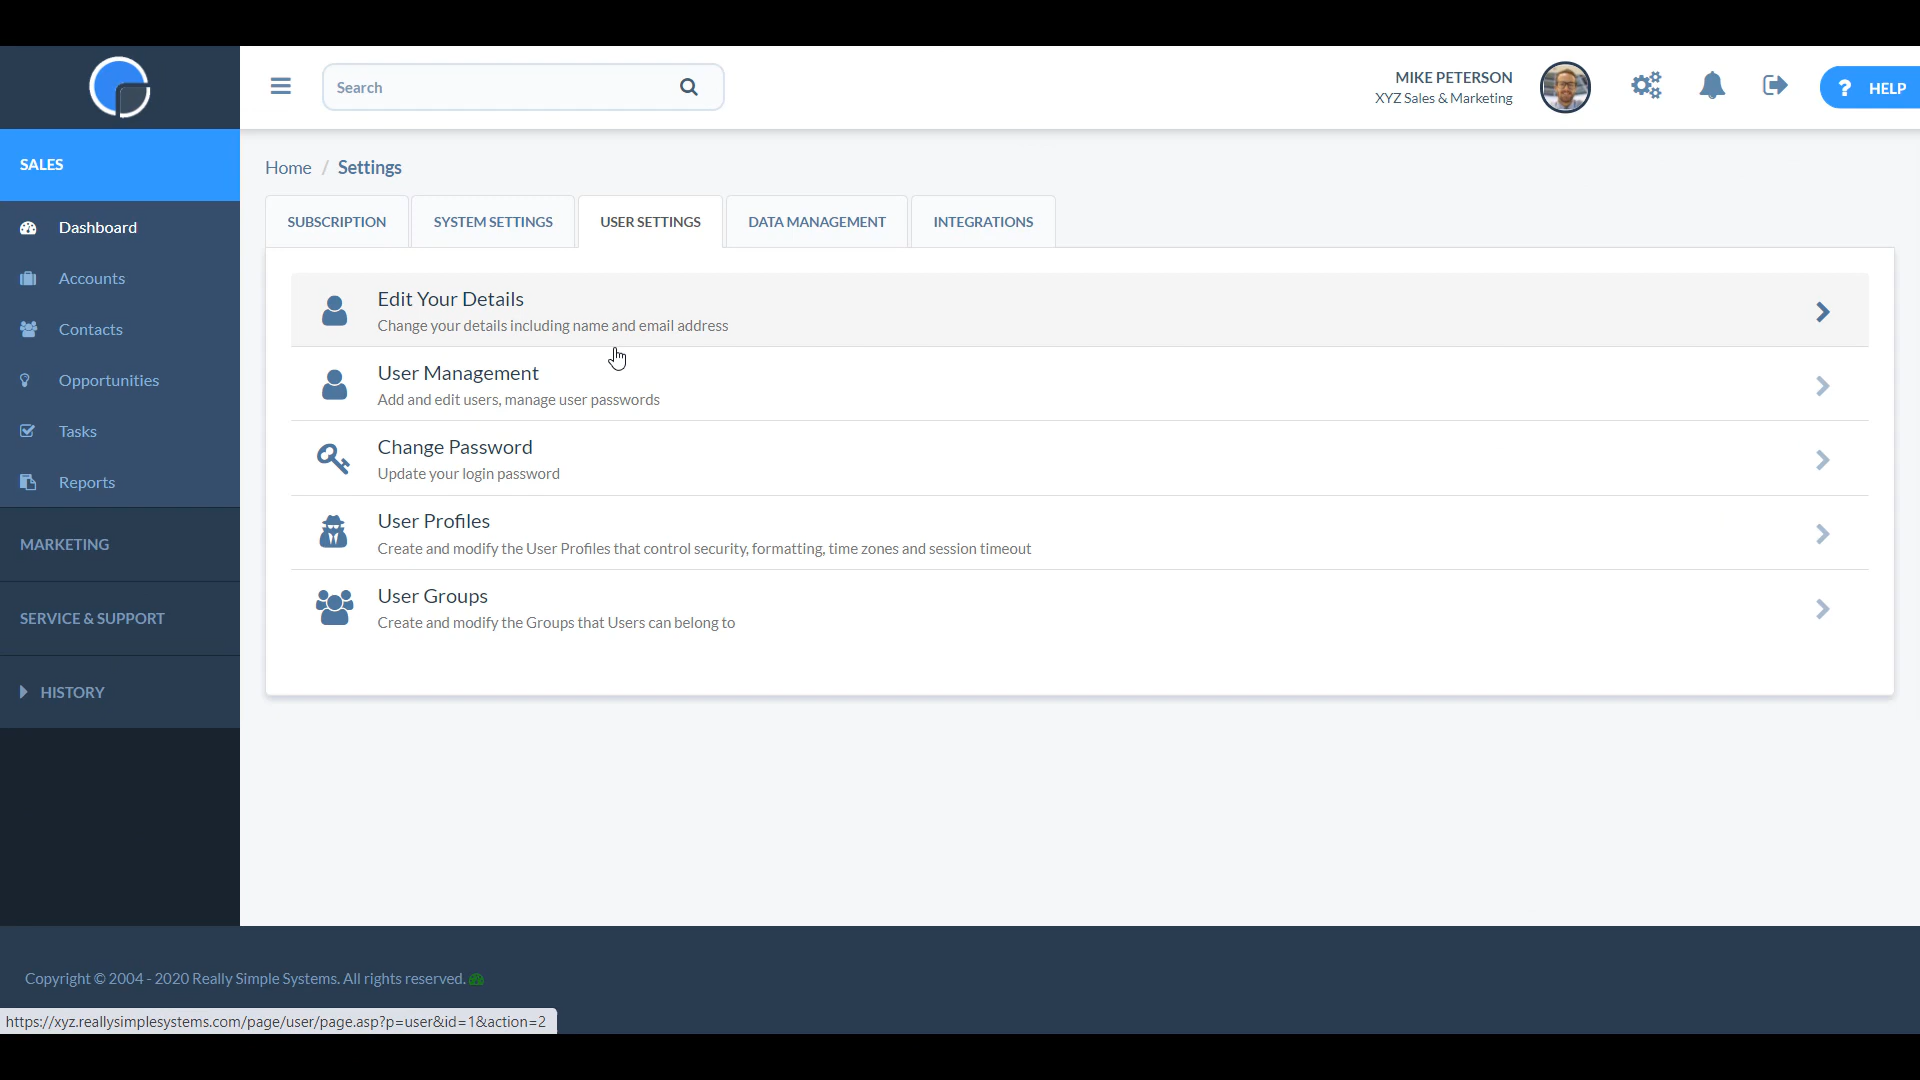 Search
MIKE PETERSON
XYZ Sales & Marketing
? HELP
SALES
Dashboard
Accounts
Contacts
Opportunities
Tasks
Reports
MARKETING
SERVICE & SUPPORT
HISTORY
Home / Settings
SUBSCRIPTION
SYSTEM SETTINGS
USER SETTINGS
DATA MANAGEMENT
INTEGRATIONS
Edit Your Details
Change your details including name and email address
User Management
Add and edit users, manage user passwords
Change Password
Update your login password
User Profiles
Create and modify the User Profiles that control security, formatting, time zones and session timeout
User Groups
Create and modify the Groups that Users can belong to
Copyright © 2004 - 2020 Really Simple Systems. All rights reserved.
https://xyz.reallysimplesystems.com/page/user/page.asp?p=user&id=1&action=2